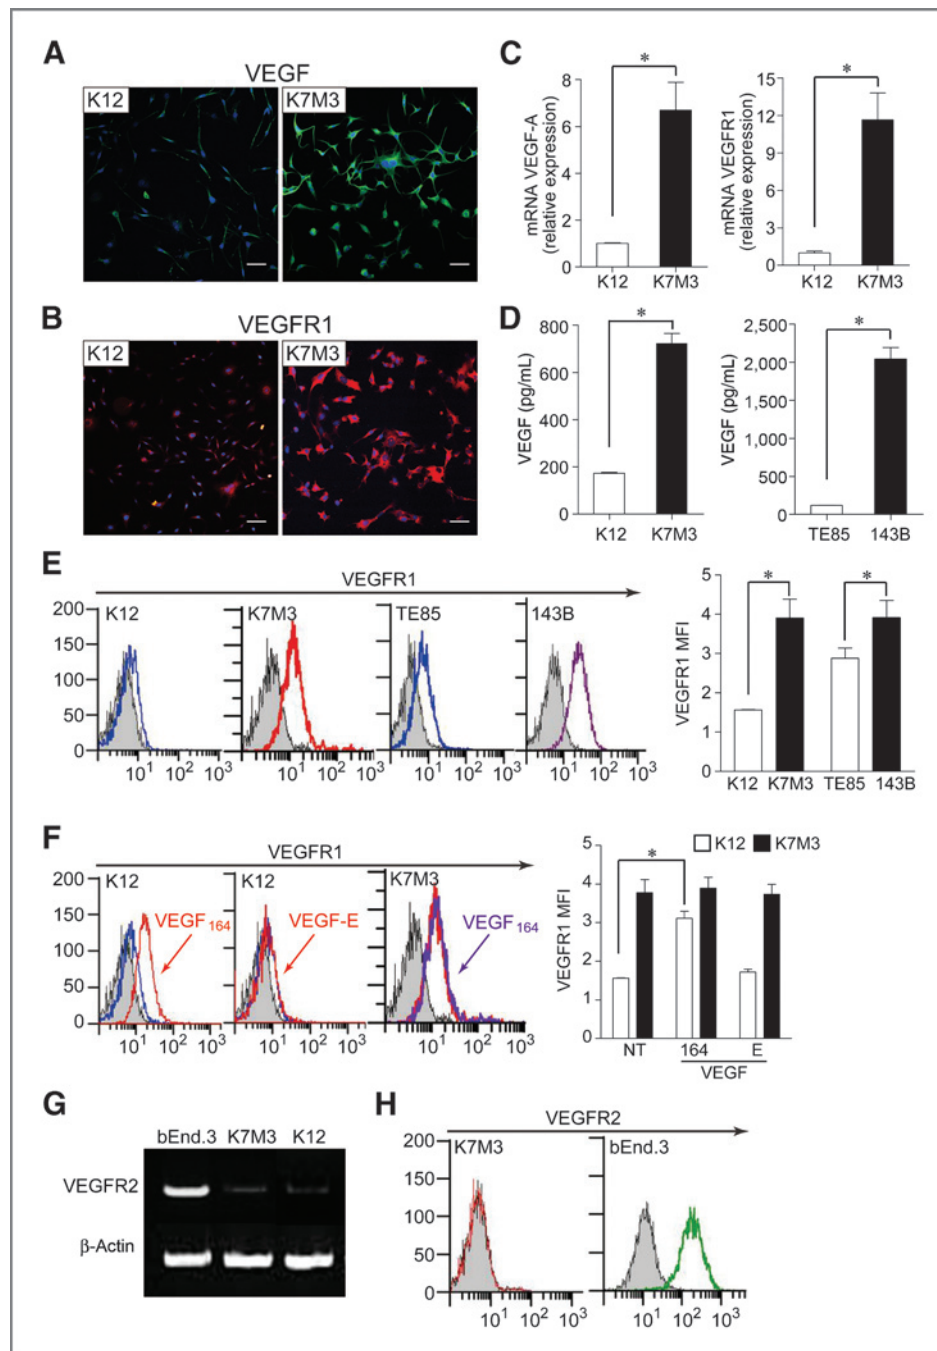 A
VEGF
K12
K7M3
B
VEGFR1
K12
K7M3
C
*
mRNA VEGF-A
(relative expression)
8
6
4
2
0
K12
K7M3
*
mRNA VEGFR1
(relative expression)
15
12
9
6
3
0
K12
K7M3
D
*
VEGF (pg/mL)
800
600
400
200
0
K12
K7M3
*
VEGF (pg/mL)
2,500
2,000
1,500
1,000
500
0
TE85
143B
E
VEGFR1
200
150
100
50
0
K12
10¹ 10² 10³
K7M3
10¹ 10² 10³
TE85
10¹ 10² 10³
143B
10¹ 10² 10³
VEGFR1 MFI
5
4
3
2
1
0
*
*
K12
K7M3
TE85
143B
F
VEGFR1
200
150
100
50
0
K12
VEGF₁₆₄
10¹ 10² 10³
K12
VEGF-E
10¹ 10² 10³
K7M3
VEGF₁₆₄
10¹ 10² 10³
K12
K7M3
VEGFR1 MFI
5
4
3
2
1
0
*
NT
164
E
VEGF
G
bEnd.3 K7M3 K12
VEGFR2
β-Actin
H
VEGFR2
200
150
100
50
0
K7M3
10¹ 10² 10³
bEnd.3
10¹ 10² 10³